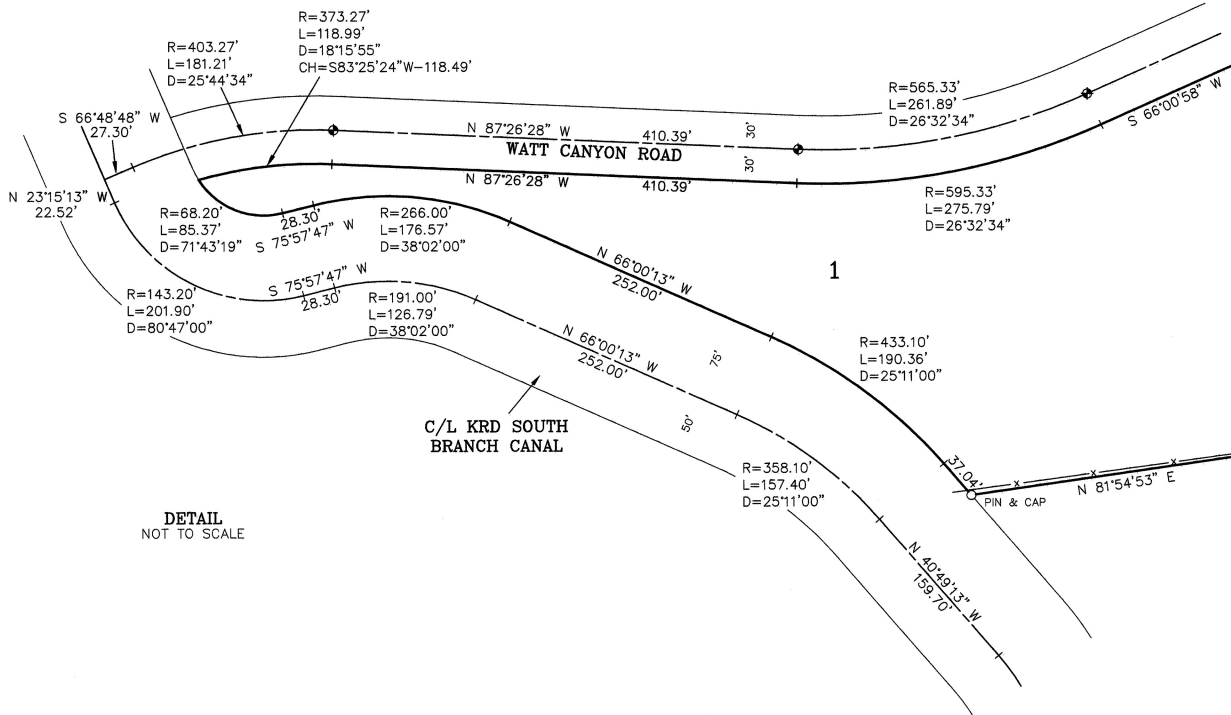 R=373.27'
L=118.99'
D=18°15'55"
CH=S83°25'24"W-118.49'
R=403.27'
L=181.21'
D=25°44'34"
R=565.33'
L=261.89'
D=26°32'34"
S 66°48'48" W
27.30'
S 66°00'58" W
N 87°26'28" W 410.39'
30'
WATT CANYON ROAD
30'
N 87°26'28" W 410.39'
N 23°15'13" W
22.52'
R=68.20'
L=85.37'
D=71°43'19"
28.30'
S 75°57'47" W
R=266.00'
L=176.57'
D=38°02'00"
R=595.33'
L=275.79'
D=26°32'34"
N 66°00'13" W
252.00'
1
R=143.20'
L=201.90'
D=80°47'00"
S 75°57'47" W
28.30'
R=191.00'
L=126.79'
D=38°02'00"
N 66°00'13" W
252.00'
75'
50'
R=433.10'
L=190.36'
D=25°11'00"
C/L KRD SOUTH
BRANCH CANAL
R=358.10'
L=157.40'
D=25°11'00"
37.04'
x x x
N 81°54'53" E
PIN & CAP
DETAIL
NOT TO SCALE
N 40°49'13" W
159.70'